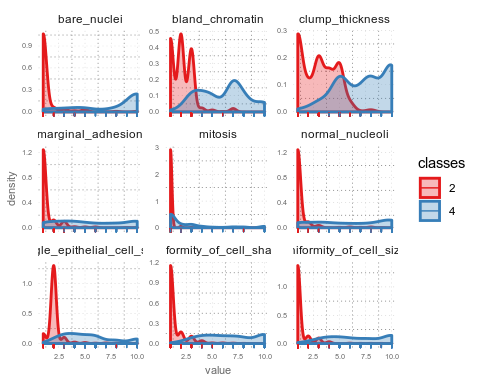 bare_nuclei bland_chromatin clump_thickness
0.0 0.3 0.6 0.9
0.0 0.1 0.2 0.3 0.4 0.5
0.0 0.1 0.2 0.3
marginal_adhesion mitosis normal_nucleoli
0.0 0.4 0.8 1.2
0 1 2 3
0.0 0.4 0.8 1.2
gle_epithelial_cell_s formity_of_cell_sha niformity_of_cell_siz
0.0 0.5 1.0
0.0 0.3 0.6 0.9 1.2
0.0 0.5 1.0
2.5 5.0 7.5 10.0 2.5 5.0 7.5 10.0 2.5 5.0 7.5 10.0
density
value
classes
2
4